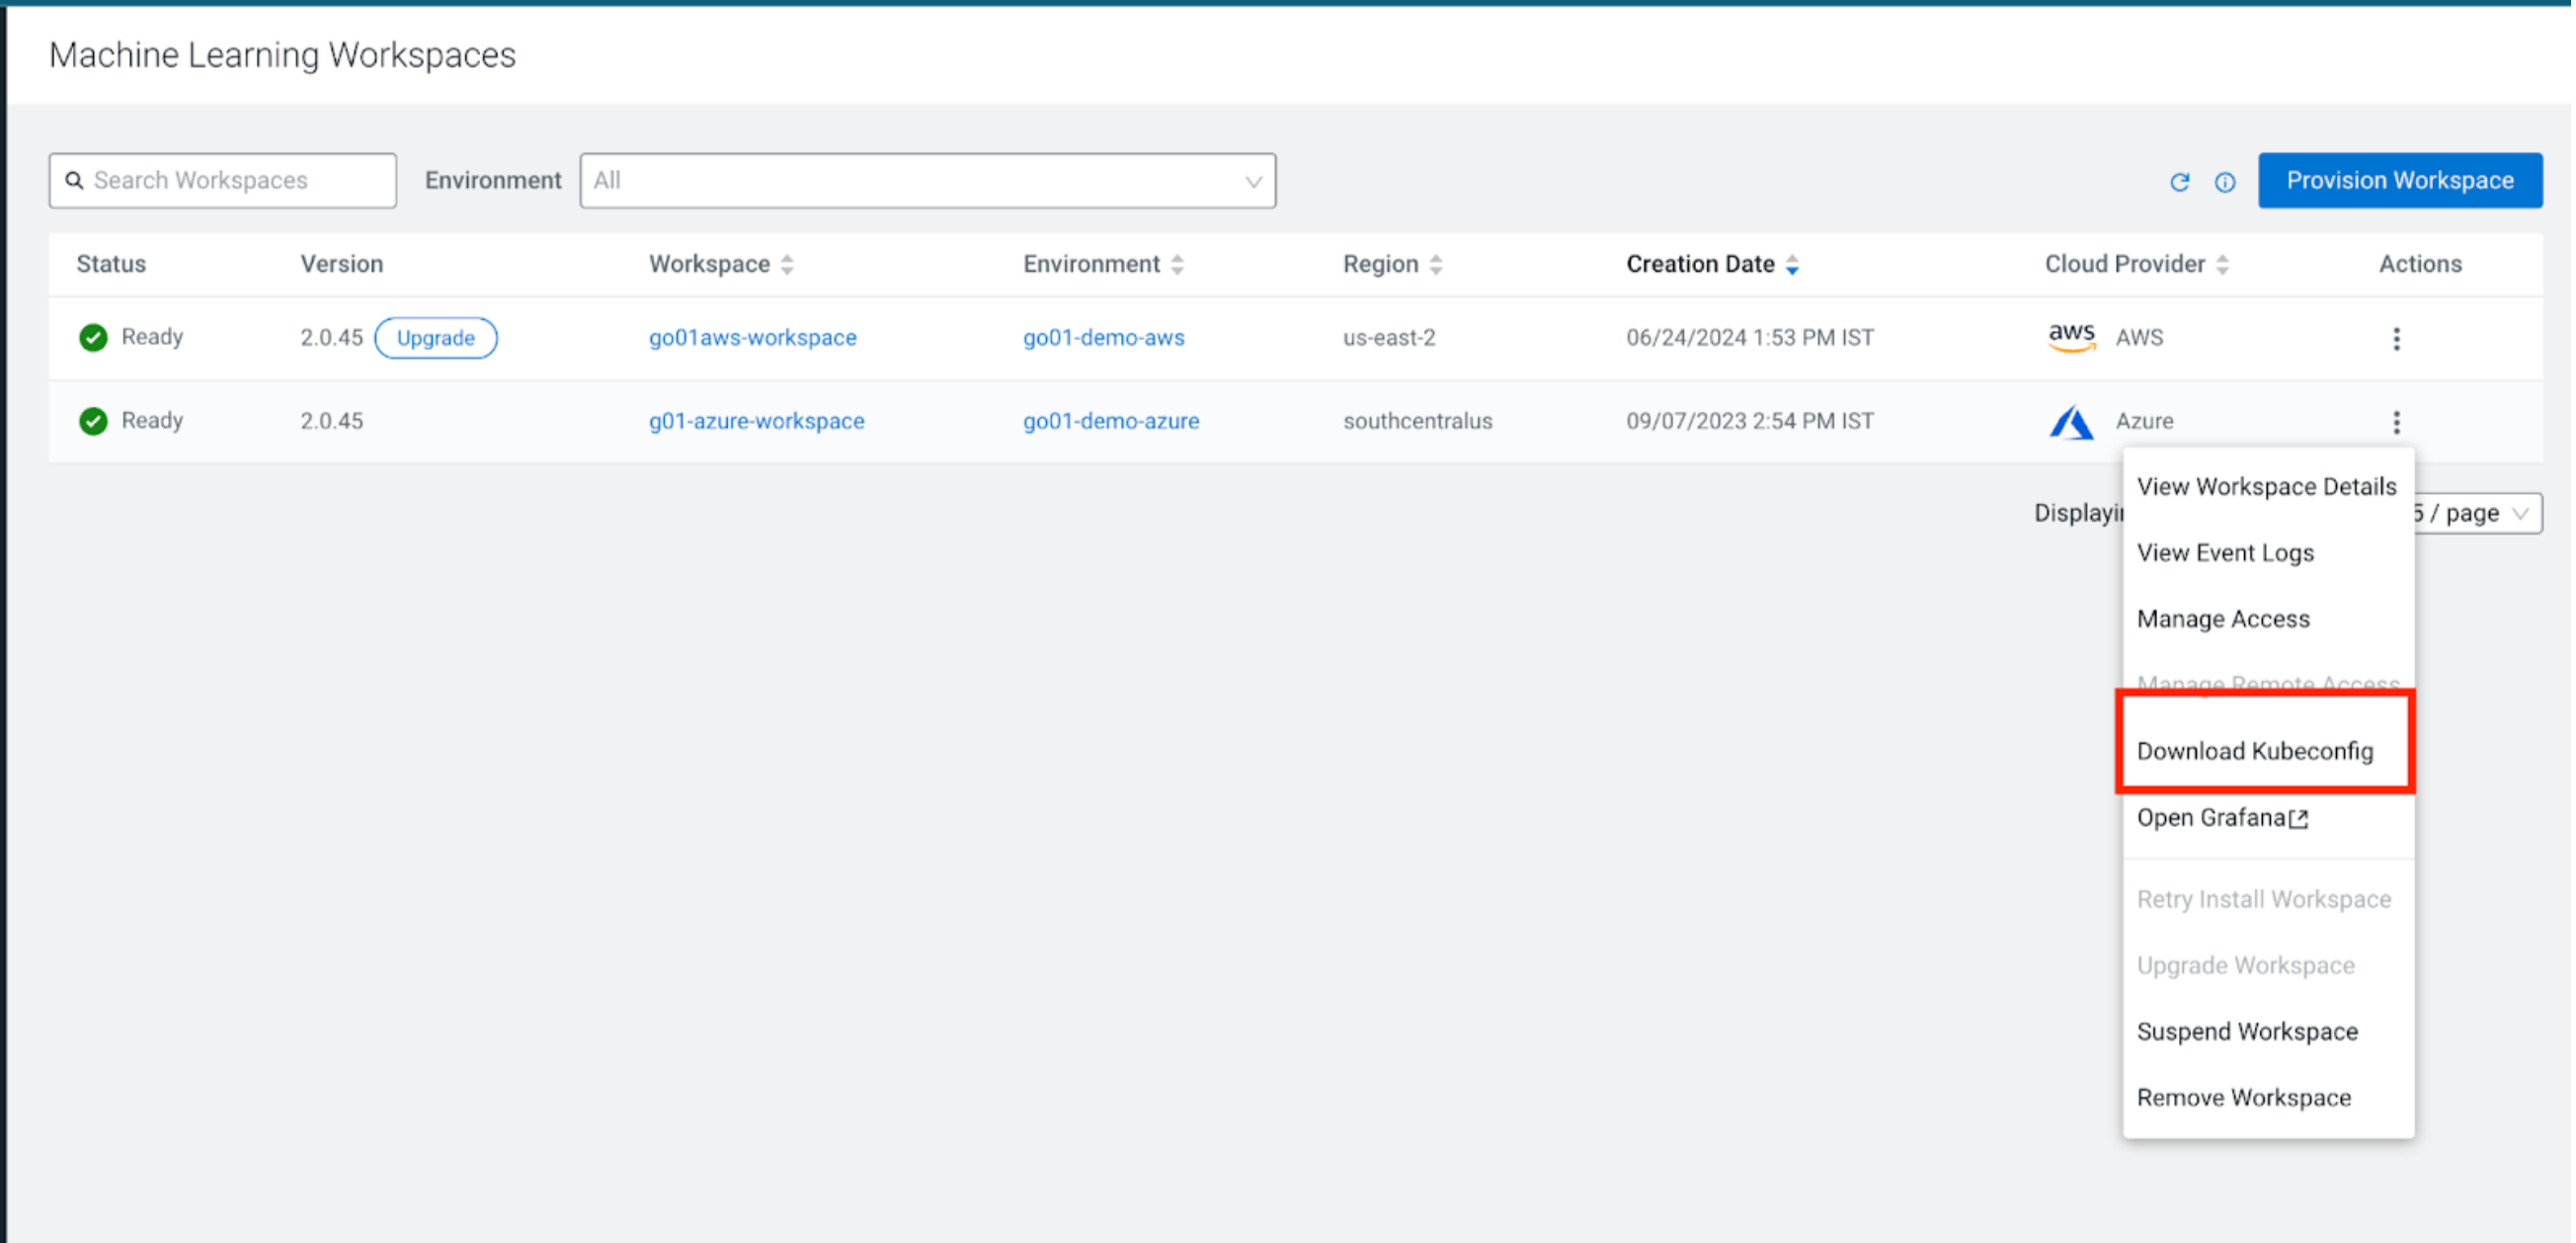 Machine Learning Workspaces
Search Workspaces Environment All Provision Workspace
Status Version Workspace Environment Region Creation Date Cloud Provider Actions
Ready 2.0.45 Upgrade go01aws-workspace go01-demo-aws us-east-2 06/24/2024 1:53 PM IST aws AWS
Ready 2.0.45 g01-azure-workspace go01-demo-azure southcentralus 09/07/2023 2:54 PM IST Azure
View Workspace Details
5 / page
View Event Logs
Manage Access
Manage Remote Access
Download Kubeconfig
Open Grafana
Retry Install Workspace
Upgrade Workspace
Suspend Workspace
Remove Workspace